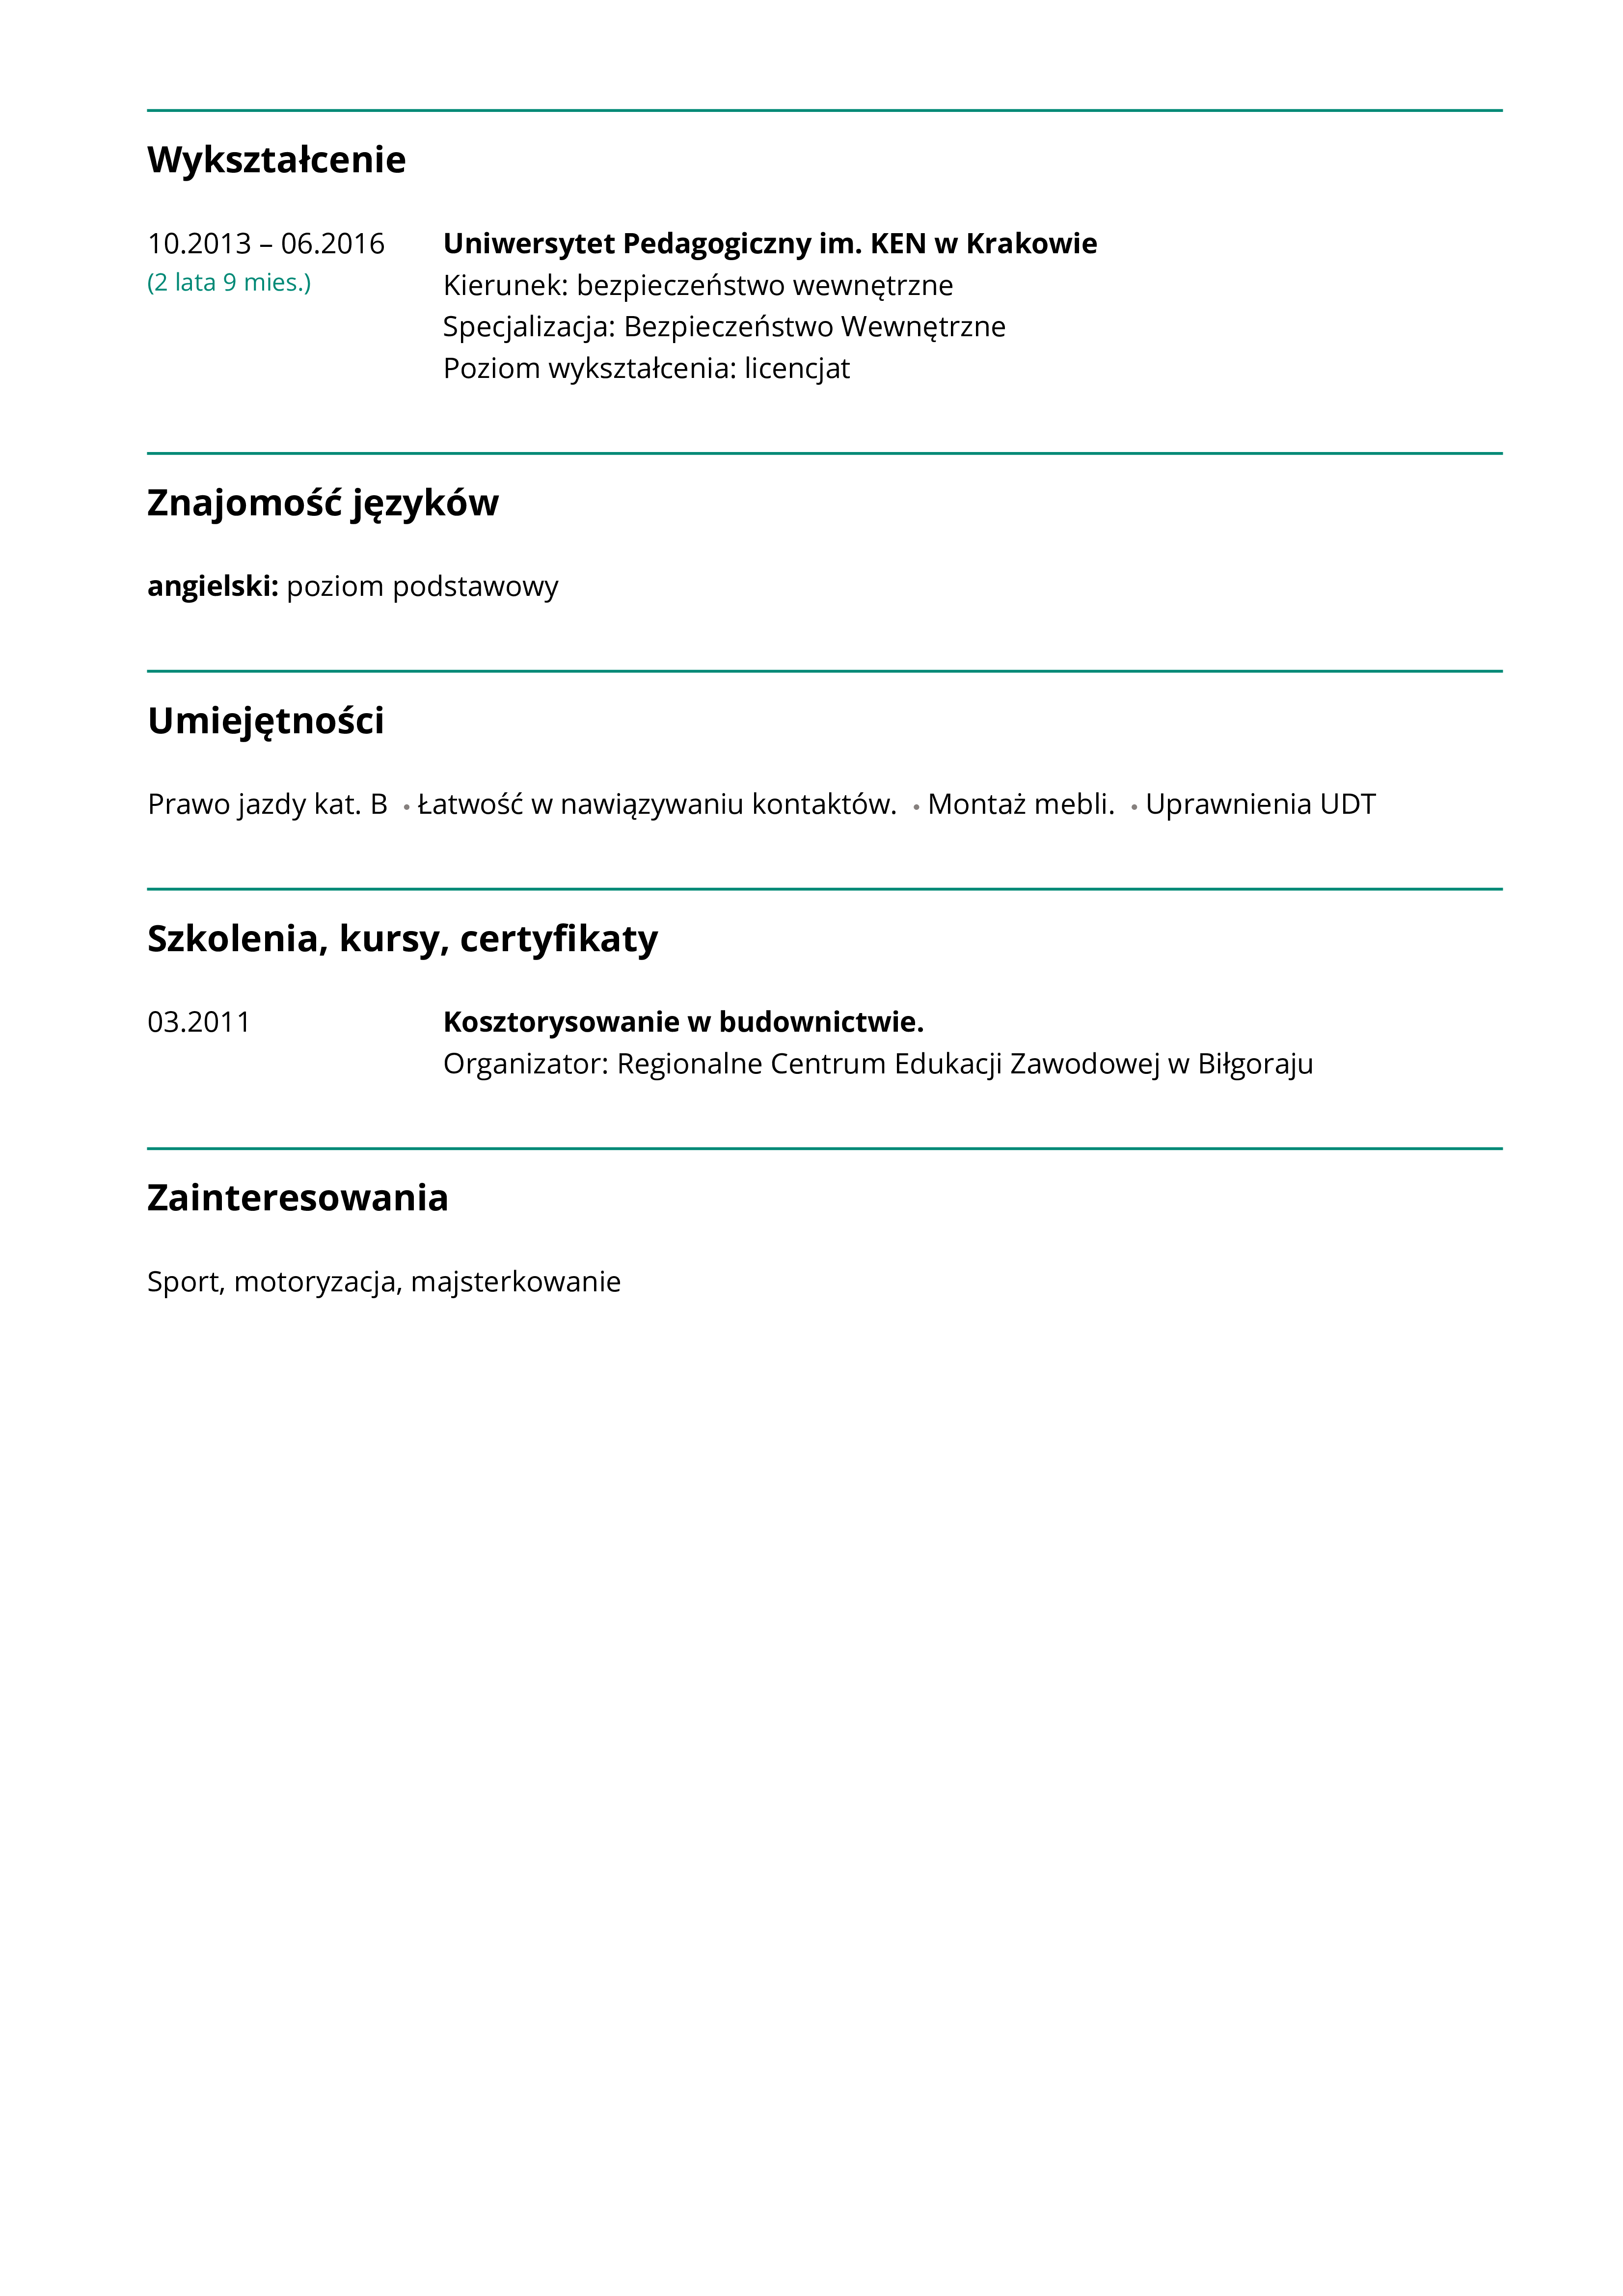 Wykształcenie
10.2013 – 06.2016 Uniwersytet Pedagogiczny im. KEN w Krakowie
(2 lata 9 mies.) Kierunek: bezpieczeństwo wewnętrzne
Specjalizacja: Bezpieczeństwo Wewnętrzne
Poziom wykształcenia: licencjat
Znajomość języków
angielski: poziom podstawowy
Umiejętności
Prawo jazdy kat. B • Łatwość w nawiązywaniu kontaktów. • Montaż mebli. • Uprawnienia UDT
Szkolenia, kursy, certyfikaty
03.2011 Kosztorysowanie w budownictwie.
Organizator: Regionalne Centrum Edukacji Zawodowej w Biłgoraju
Zainteresowania
Sport, motoryzacja, majsterkowanie